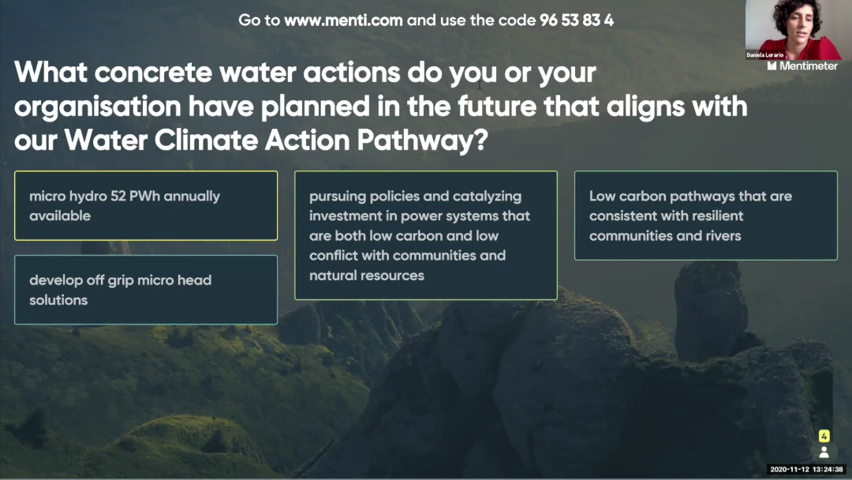 Go to www.menti.com and use the code 96 53 83 4
Daniela Lerario
Mentimeter
What concrete water actions do you or your
organisation have planned in the future that aligns with
our Water Climate Action Pathway?
micro hydro 52 PWh annually
available
develop off grip micro head
solutions
pursuing policies and catalyzing
investment in power systems that
are both low carbon and low
conflict with communities and
natural resources
Low carbon pathways that are
consistent with resilient
communities and rivers
4
2020-11-12 13:24:38